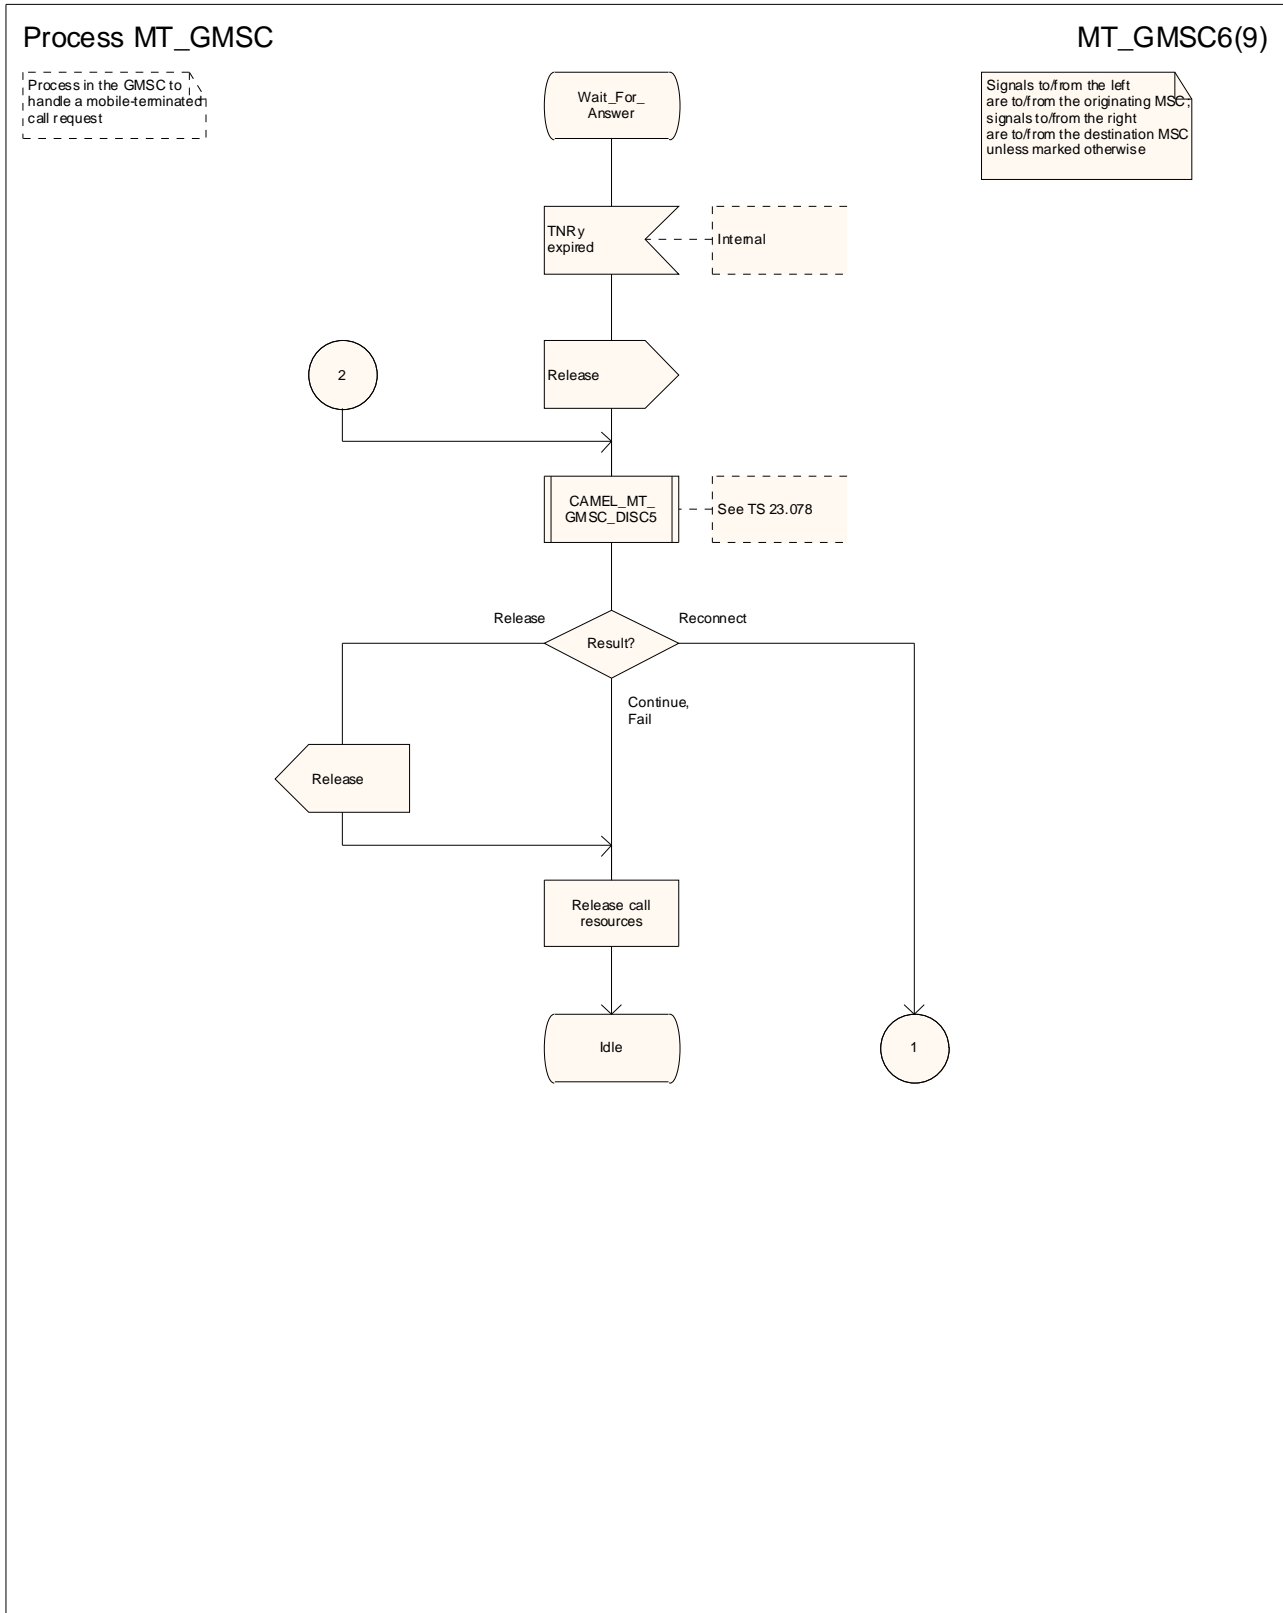 Process MT_GMSC
MT_GMSC6(9)
Process in the GMSC to
handle a mobile-terminated
call request
Signals to/from the left
are to/from the originating MSC;
signals to/from the right
are to/from the destination MSC
unless marked otherwise
Wait_For_
Answer
TNRy
expired
Internal
2
Release
CAMEL_MT_
GMSC_DISC5
See TS 23.078
Release
Result?
Reconnect
Continue,
Fail
Release
Release call
resources
Idle
1